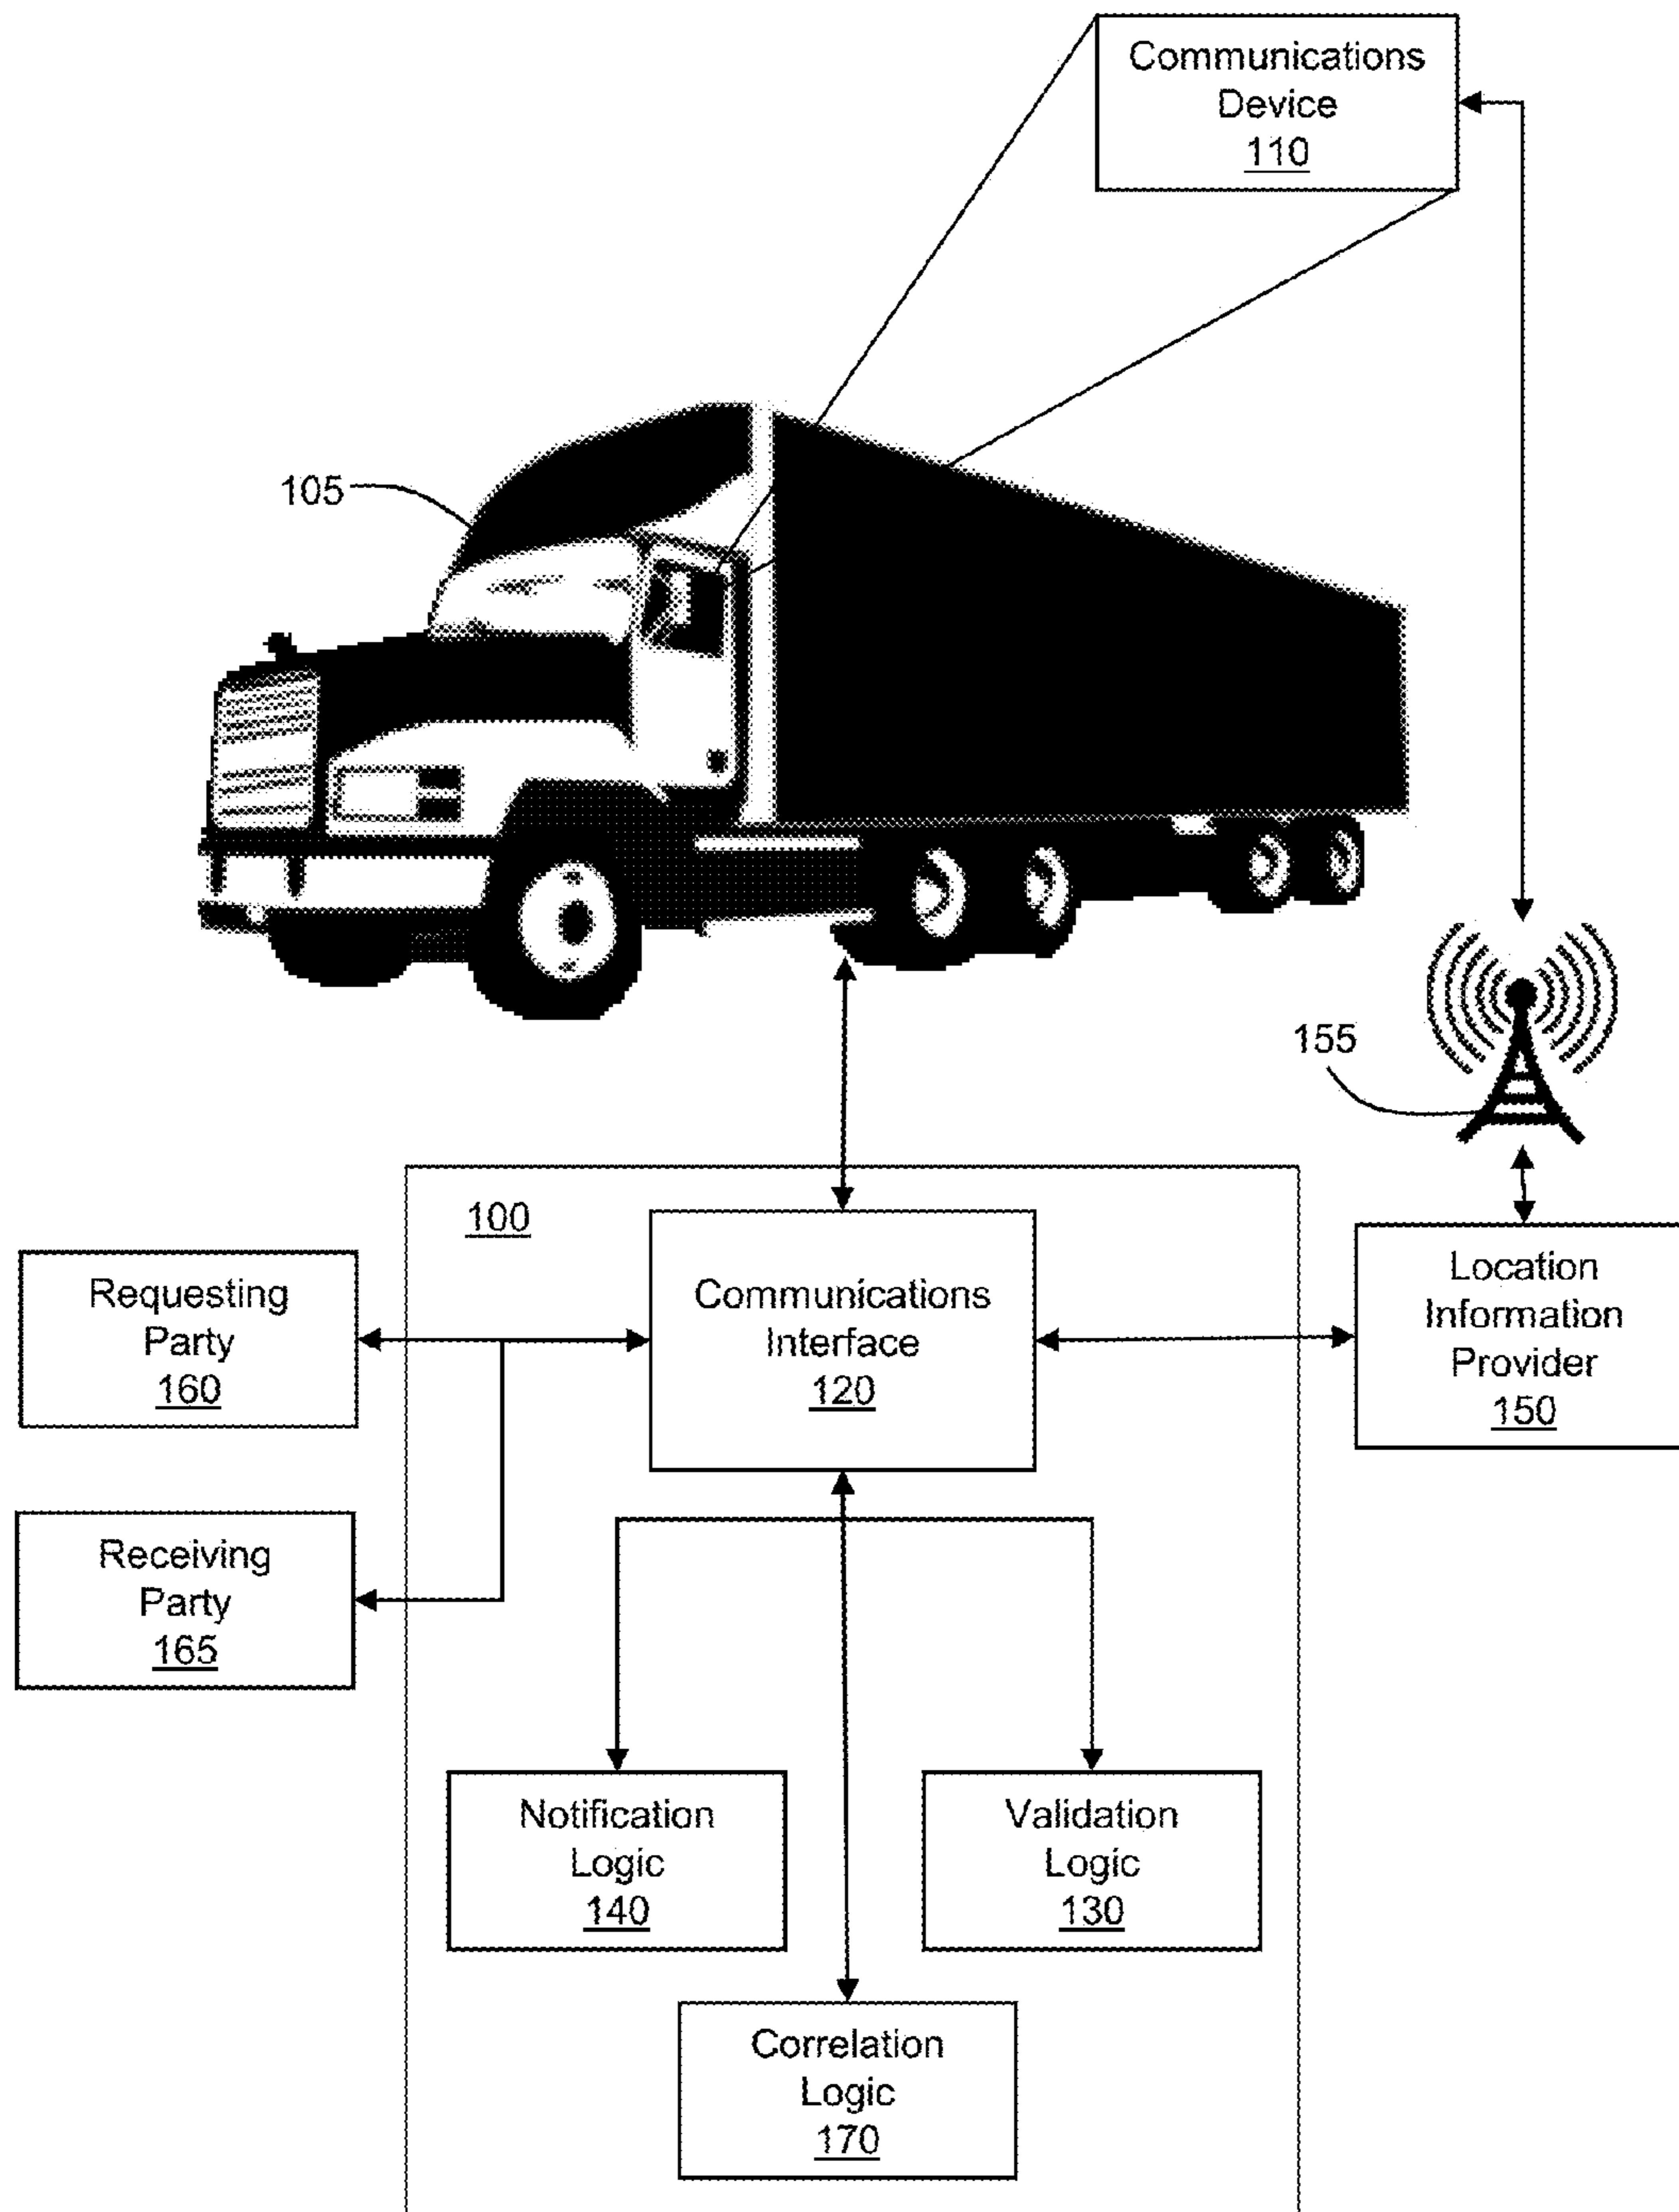 Communications
Device
110
105
155
100
Requesting
Party
160
Communications
Interface
120
Location
Information
Provider
150
Receiving
Party
165
Notification
Logic
140
Validation
Logic
130
Correlation
Logic
170